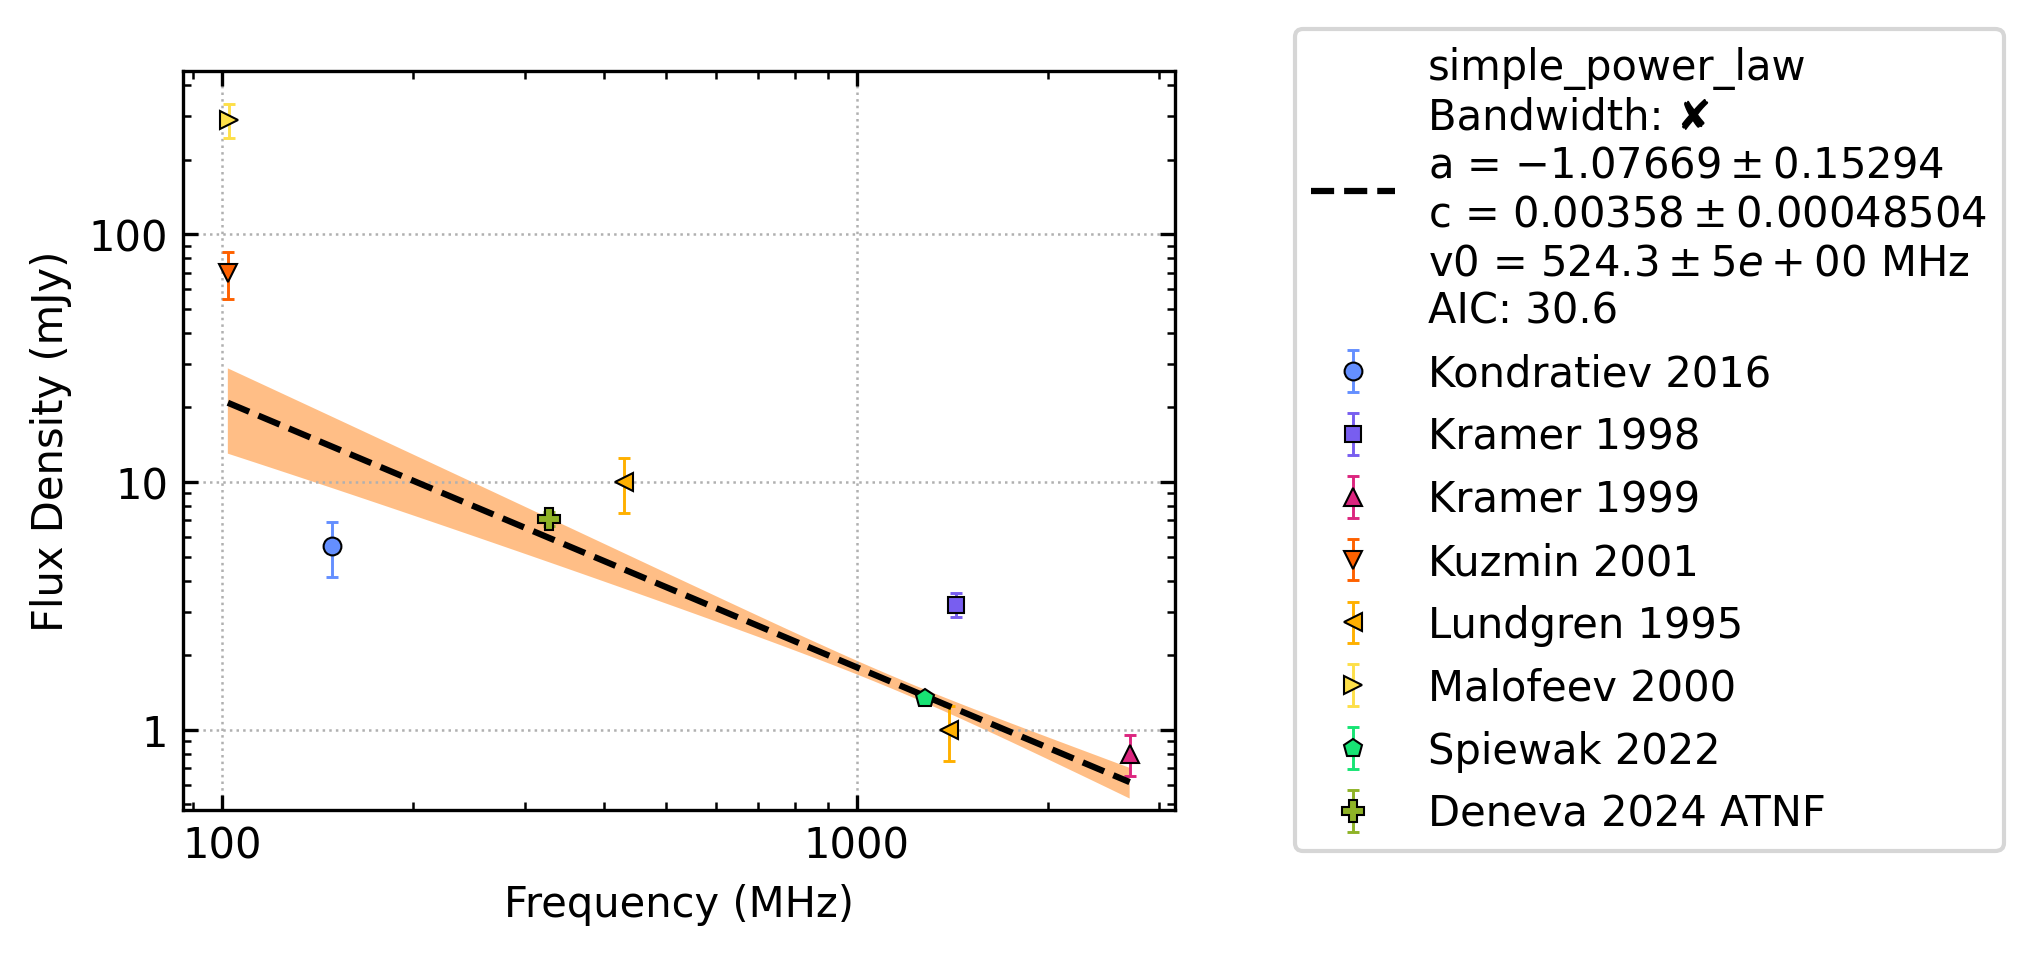 100
10
1
100
1000
Flux Density (mJy)
Frequency (MHz)
simple_power_law
Bandwidth: ✘
a = −1.07669 ± 0.15294
c = 0.00358 ± 0.00048504
v0 = 524.3 ± 5e + 00 MHz
AIC: 30.6
Kondratiev 2016
Kramer 1998
Kramer 1999
Kuzmin 2001
Lundgren 1995
Malofeev 2000
Spiewak 2022
Deneva 2024 ATNF